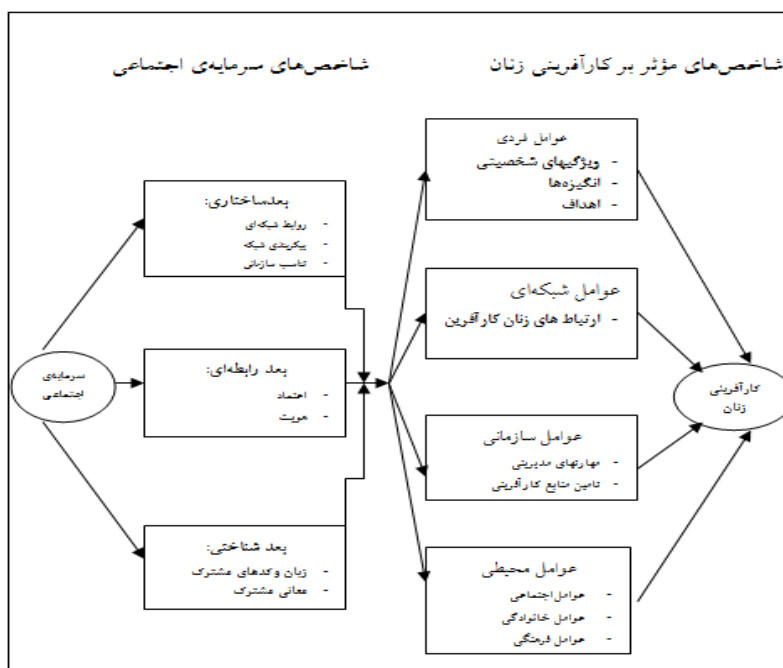 شاخص‌های مؤثر بر کارآفرینی زنان
شاخص‌های سرمایه‌ی اجتماعی
عوامل فردی
- ویژگیهای شخصیتی
- انگیزه‌ها
- اهداف
بعدساختاری:
- روابط شبکه‌ای
- پیکربندی شبکه
- تناسب سازمانی
عوامل شبکه‌ای
- ارتباط های زنان کارآفرین
سرمایه‌ی
اجتماعی
بعد رابطه‌ای:
- اعتماد
- هویت
کارآفرینی
زنان
عوامل سازمانی
- مهارتهای مدیریتی
- تامین منابع کارآفرینی
بعد شناختی:
- زبان و کدهای مشترک
- معانی مشترک
عوامل محیطی
- عوامل اجتماعی
- عوامل خانوادگی
- عوامل فرهنگی